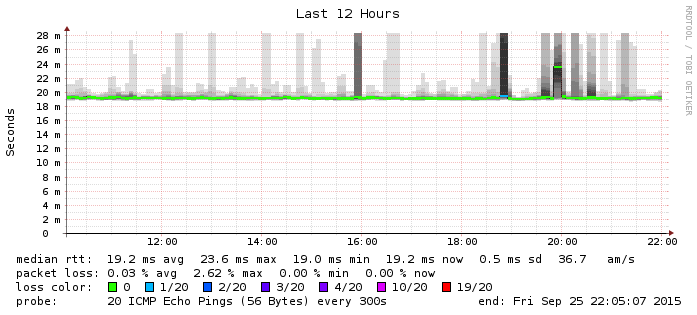 Last 12 Hours
RRDTOOL / TOBI OETIKER
Seconds
28 m
26 m
24 m
22 m
20 m
18 m
16 m
14 m
12 m
10 m
8 m
6 m
4 m
2 m
0
12:00 14:00 16:00 18:00 20:00 22:00
median rtt: 19.2 ms avg 23.6 ms max 19.0 ms min 19.2 ms now 0.5 ms sd 36.7 am/s
packet loss: 0.03 % avg 2.62 % max 0.00 % min 0.00 % now
loss color: 0 1/20 2/20 3/20 4/20 10/20 19/20
probe: 20 ICMP Echo Pings (56 Bytes) every 300s end: Fri Sep 25 22:05:07 2015